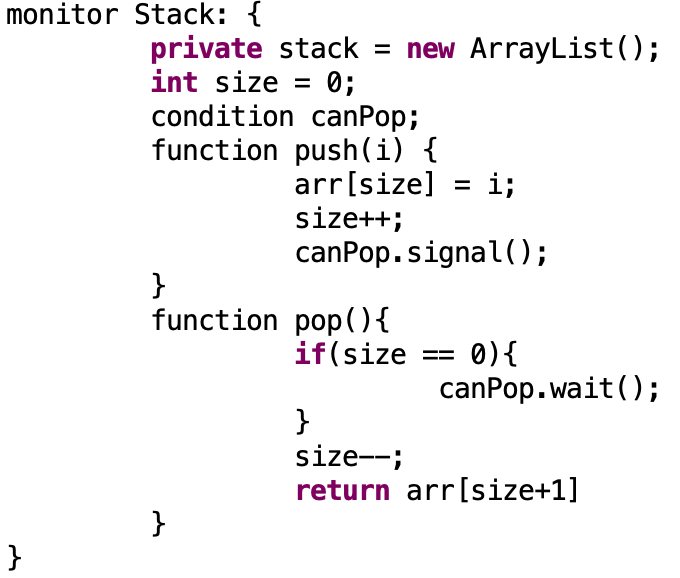 monitor Stack: {
private stack = new ArrayList();
int size = 0;
condition canPop;
function push(i) {
arr[size] = i;
size++;
canPop.signal();
}
function pop(){
if(size == 0){
canPop.wait();
}
size--;
return arr[size+1]
}
}